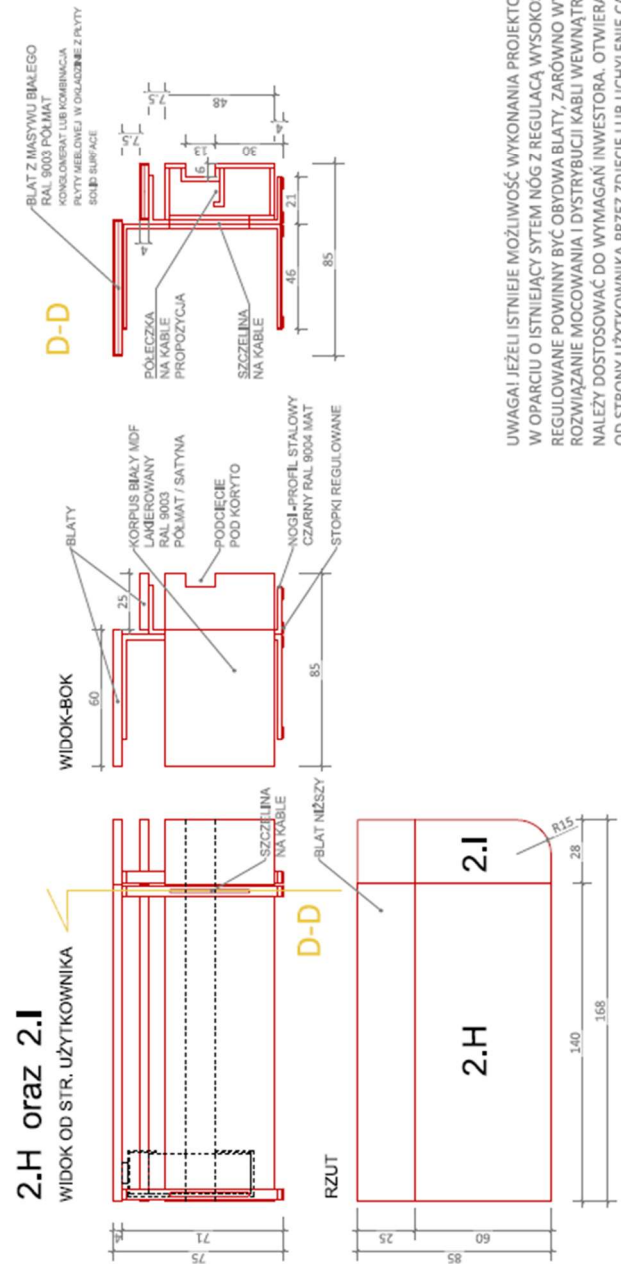 2.H oraz 2.I
WIDOK OD STR. UŻYTKOWNIKA
4
71
75
SZCZELINA
NA KABLE
D-D
RZUT
BLAT NIŻSZY
2.H
2.I
R15
25
60
85
140
28
168
WIDOK-BOK
60
25
85
BLATY
KORPUS BIAŁY MDF
LAKIEROWANY
RAL 9003
PÓŁMAT / SATYNA
PODCIĘCIE
POD KORYTO
NOGI-PROFIL STALOWY
CZARNY RAL 9004 MAT
STOPKI REGULOWANE
D-D
BLAT Z MASYWU BIAŁEGO
RAL 9003 PÓŁMAT
KONGLOMERAT LUB KOMBINACJA
PŁYTY MEBLOWEJ W OKŁADZINIE Z PŁYTY
SOLID SURFACE
PÓŁECZKA
NA KABLE
PROPOZYCJA
SZCZELINA
NA KABLE
4
7.5
7.5
48
13
9
30
4
46
21
85
UWAGA! JEŻELI ISTNIEJE MOŻLIWOŚĆ WYKONANIA PROJEKTO
W OPARCIU O ISTNIEJĄCY SYTEM NÓG Z REGULACĄ WYSOKOŚ
REGULOWANE POWINNY BYĆ OBYDWA BLATY, ZARÓWNO W
ROZWIĄZANIE MOCOWANIA I DYSTRYBUCJI KABLI WEWNĄTR
NALEŻY DOSTOSOWAĆ DO WYMAGAŃ INWESTORA. OTWIERA